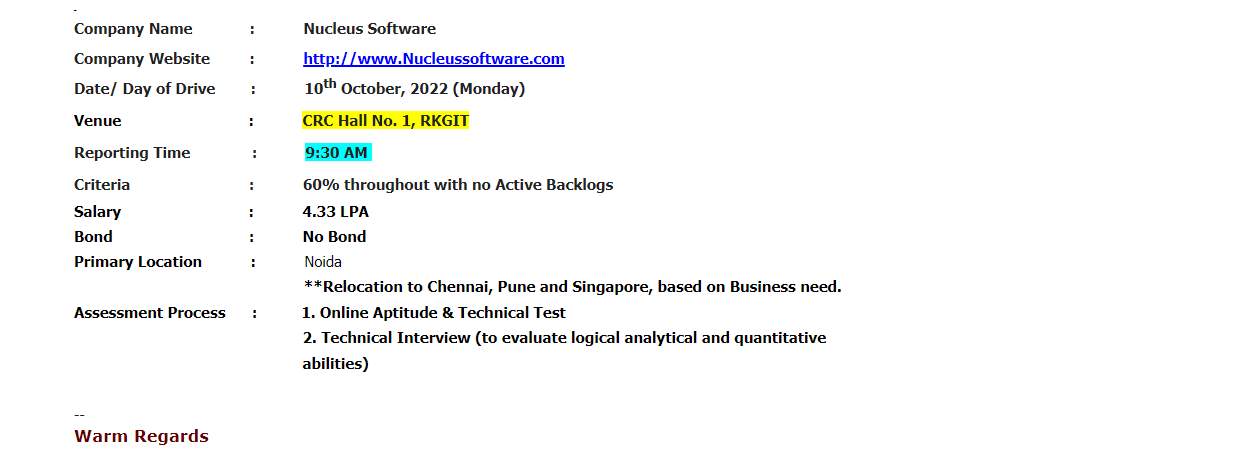 Company Name : Nucleus Software
Company Website : http://www.Nucleussoftware.com
Date/ Day of Drive : 10th October, 2022 (Monday)
Venue : CRC Hall No. 1, RKGIT
Reporting Time : 9:30 AM
Criteria : 60% throughout with no Active Backlogs
Salary : 4.33 LPA
Bond : No Bond
Primary Location : Noida
**Relocation to Chennai, Pune and Singapore, based on Business need.
Assessment Process : 1. Online Aptitude & Technical Test
2. Technical Interview (to evaluate logical analytical and quantitative
abilities)
--
Warm Regards